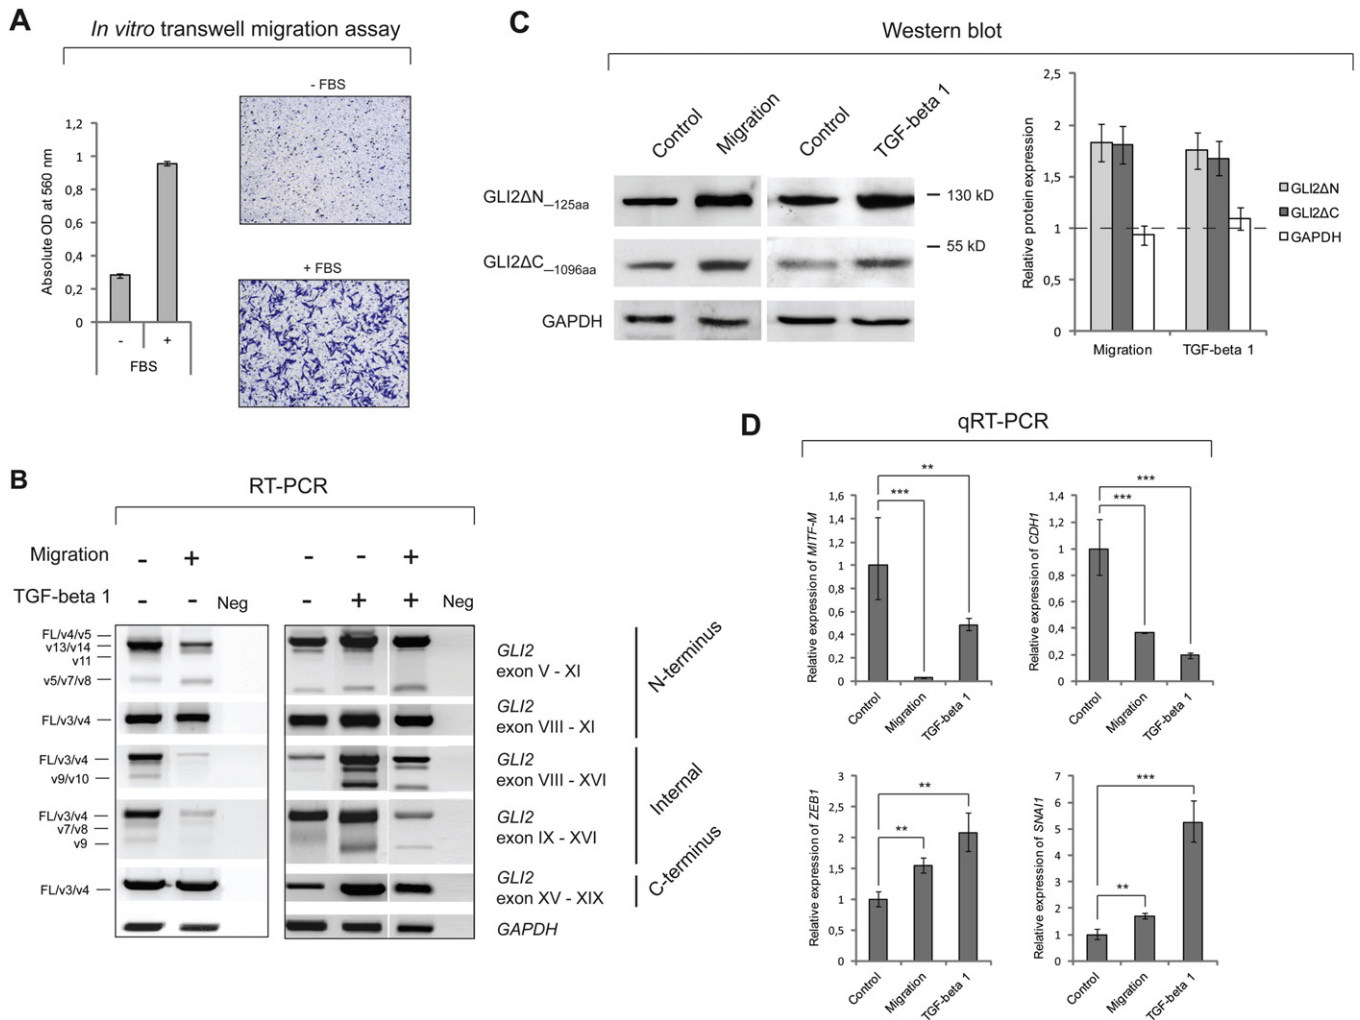 A
In vitro transwell migration assay
- FBS
Absolute OD at 560 nm
1,2
1
0,8
0,6
0,4
0,2
0
- +
FBS
+ FBS
C
Western blot
Control
Migration
Control
TGF-beta 1
GLI2ΔN_125aa
130 kD
55 kD
GLI2ΔC_1096aa
GAPDH
Relative protein expression
2,5
2
1,5
1
0,5
0
Migration TGF-beta 1
GLI2ΔN
GLI2ΔC
GAPDH
B
RT-PCR
Migration - + - - +
TGF-beta 1 - - Neg - + + Neg
FL/v4/v5
v13/v14
v11
v5/v7/v8
GLI2
exon V - XI
FL/v3/v4
GLI2
exon VIII - XI
N-terminus
FL/v3/v4
v9/v10
GLI2
exon VIII - XVI
FL/v3/v4
v7/v8
v9
GLI2
exon IX - XVI
Internal
FL/v3/v4
GLI2
exon XV - XIX
C-terminus
GAPDH
D
qRT-PCR
Relative expression of MITF-M
1,6
1,4
1,2
1
0,8
0,6
0,4
0,2
0
**
***
Control
Migration
TGF-beta 1
Relative expression of CDH1
1,4
1,2
1
0,8
0,6
0,4
0,2
0
***
***
Control
Migration
TGF-beta 1
Relative expression of ZEB1
3
2,5
2
1,5
1
0,5
0
**
**
Control
Migration
TGF-beta 1
Relative expression of SNAI1
7
6
5
4
3
2
1
0
***
**
Control
Migration
TGF-beta 1